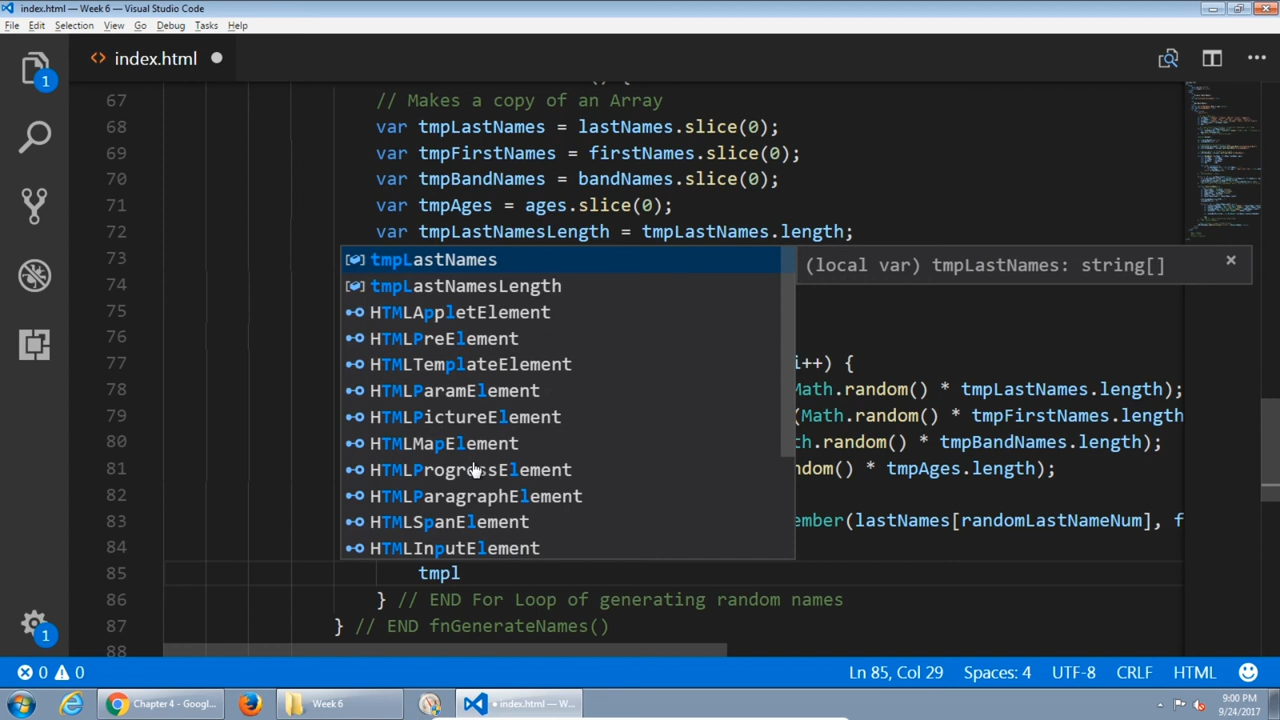 index.html — Week 6 - Visual Studio Code
File Edit Selection View Go Debug Tasks Help
index.html
67 // Makes a copy of an Array
68 var tmpLastNames = lastNames.slice(0);
69 var tmpFirstNames = firstNames.slice(0);
70 var tmpBandNames = bandNames.slice(0);
71 var tmpAges = ages.slice(0);
72 var tmpLastNamesLength = tmpLastNames.length;
73 tmpLastNames (local var) tmpLastNames: string[]
74 tmpLastNamesLength
75 HTMLAppletElement
76 HTMLPreElement
77 HTMLTemplateElement i++) {
78 HTMLParamElement Math.random() * tmpLastNames.length);
79 HTMLPictureElement (Math.random() * tmpFirstNames.length
80 HTMLMapElement th.random() * tmpBandNames.length);
81 HTMLProgressElement ndom() * tmpAges.length);
82 HTMLParagraphElement
83 HTMLSpanElement ember(lastNames[randomLastNameNum], f
84 HTMLInputElement
85 tmpl
86 } // END For Loop of generating random names
87 } // END fnGenerateNames()
88
0 0 Ln 85, Col 29 Spaces: 4 UTF-8 CRLF HTML
Chapter 4 - Googl... Week 6 index.html — W... 9:00 PM
9/24/2017